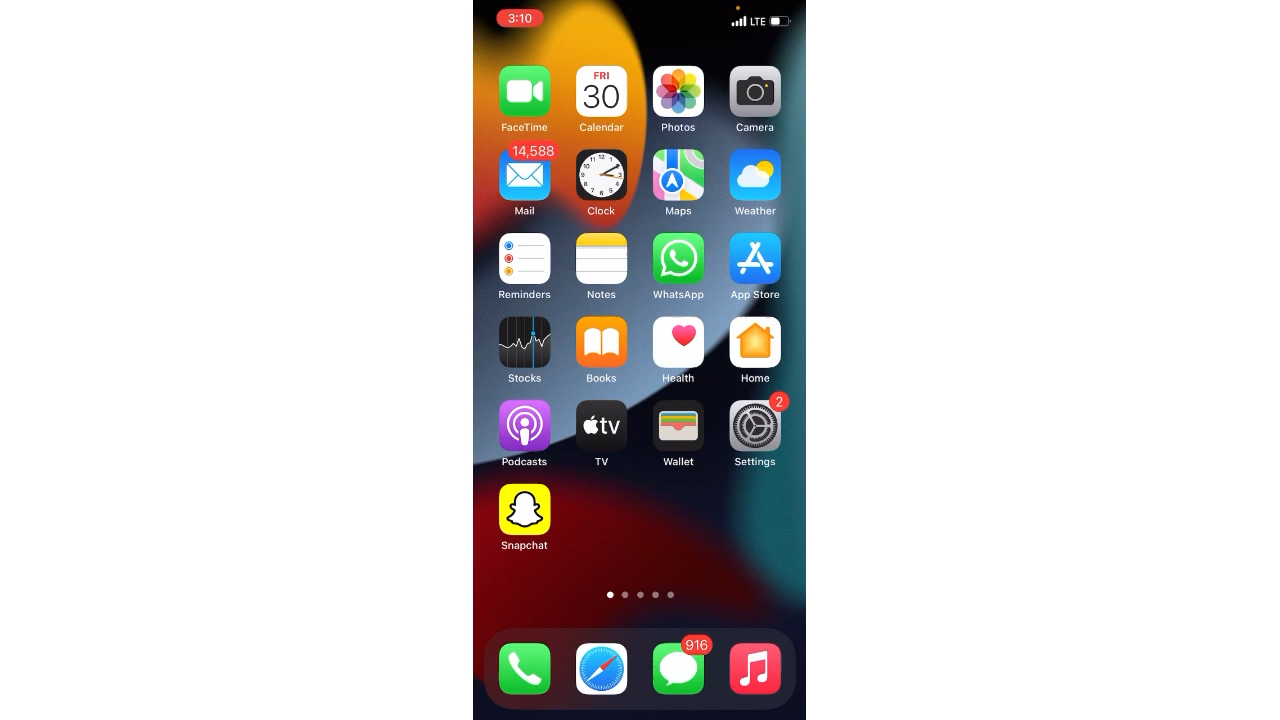 3:10 LTE
FRI
30
FaceTime Calendar Photos Camera
14,588
Mail Clock Maps Weather
Reminders Notes WhatsApp App Store
Stocks Books Health Home
2
tv
Podcasts TV Wallet Settings
Snapchat
916